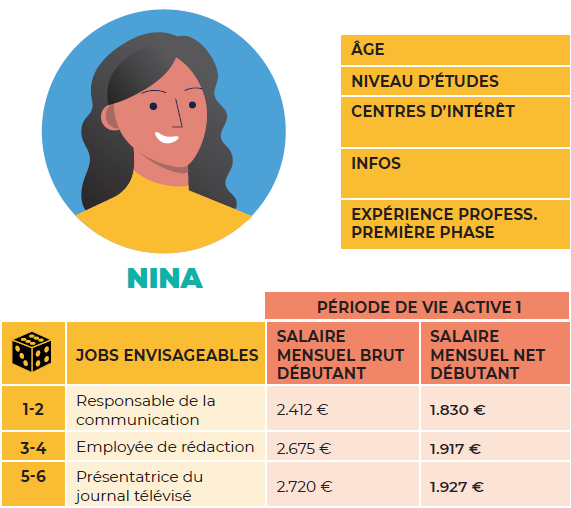 ÂGE
NIVEAU D'ÉTUDES
CENTRES D'INTÉRÊT
INFOS
EXPÉRIENCE PROFESS.
PREMIÈRE PHASE
NINA
PÉRIODE DE VIE ACTIVE 1
JOBS ENVISAGEABLES
SALAIRE
MENSUEL BRUT
DÉBUTANT
SALAIRE
MENSUEL NET
DÉBUTANT
1-2
Responsable de la
communication
2.412 €
1.830 €
3-4
Employée de rédaction
2.675 €
1.917 €
5-6
Présentatrice du
journal télévisé
2.720 €
1.927 €